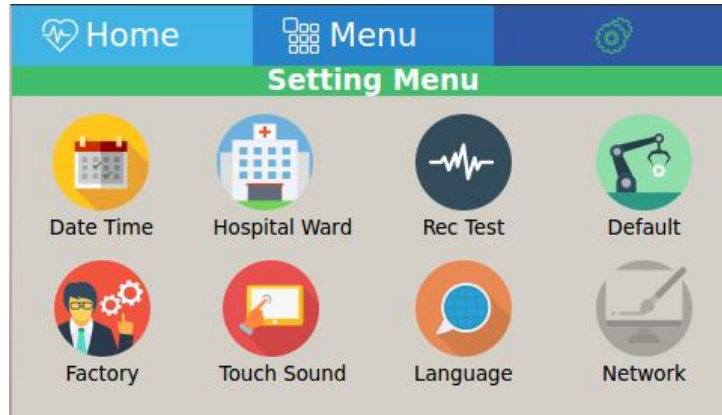 Home Menu
Setting Menu
Date Time Hospital Ward Rec Test Default
Factory Touch Sound Language Network